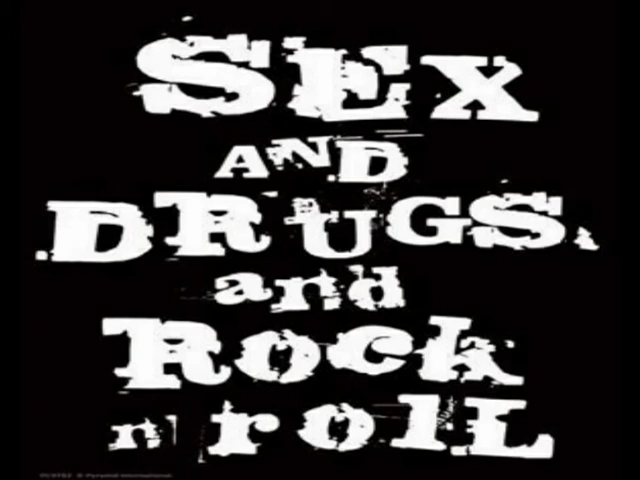 SEX
AND
DRUGS
and
Rock
n roLL